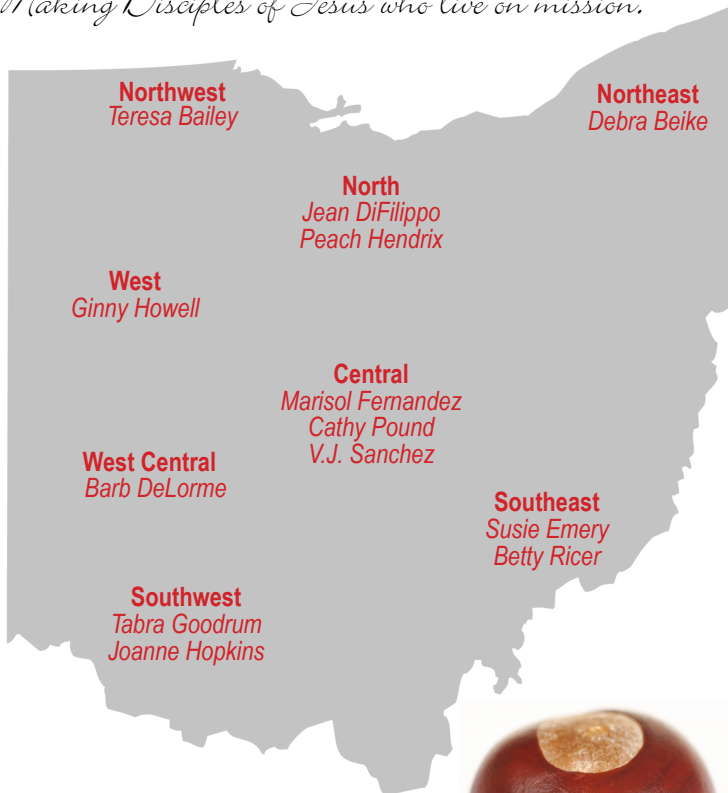 Making Disciples of Jesus who live on mission.
Northwest
Teresa Bailey
Northeast
Debra Beike
North
Jean DiFilippo
Peach Hendrix
West
Ginny Howell
Central
Marisol Fernandez
Cathy Pound
V.J. Sanchez
West Central
Barb DeLorme
Southeast
Susie Emery
Betty Ricer
Southwest
Tabra Goodrum
Joanne Hopkins